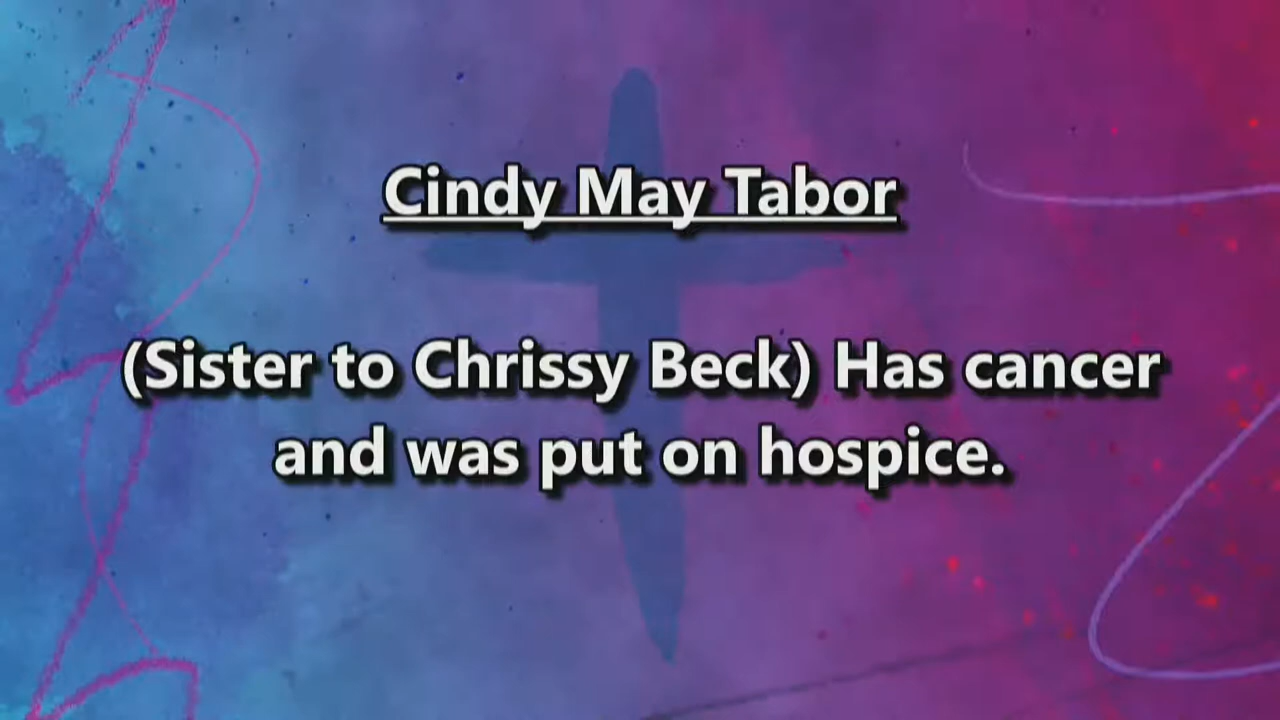 Cindy May Tabor
(Sister to Chrissy Beck) Has cancer
and was put on hospice.